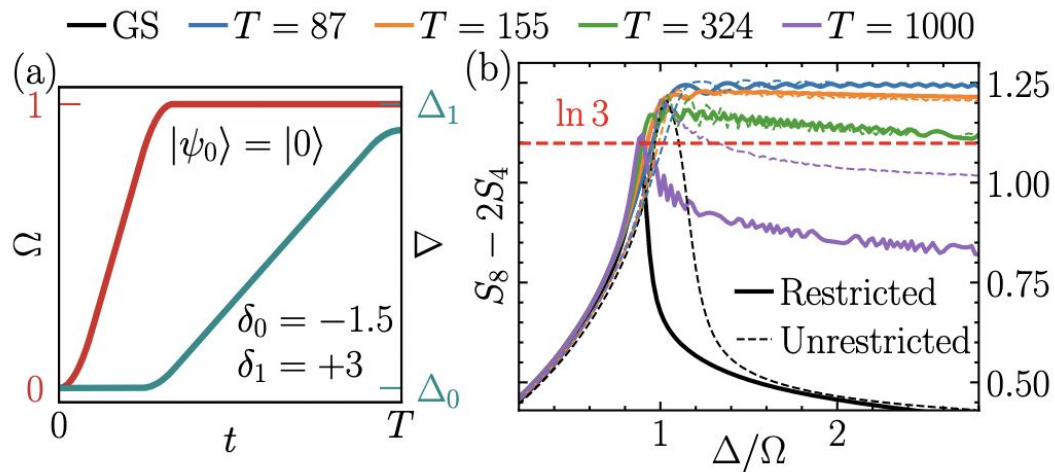 GS T = 87 T = 155 T = 324 T = 1000
(a)
1
Ω
0
|ψ₀⟩ = |0⟩
δ₀ = −1.5
δ₁ = +3
Δ₁
Δ
Δ₀
0 t T
(b)
ln 3
S₈ − 2S₄
1.25
1.00
0.75
0.50
Restricted
Unrestricted
1 2
Δ/Ω